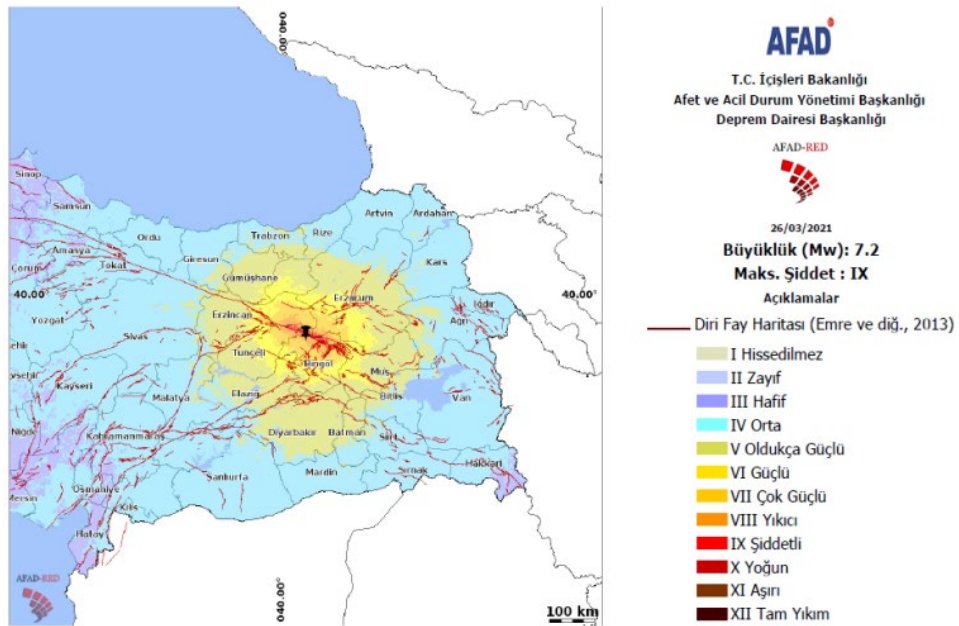 040.00°
Sinop
Samsun
Ordu
Trabzon
Rize
Artvin
Ardahan
Giresun
Amasya
Tokat
Çorum
Gümüşhane
Kars
40.00°
Erzurum
40.00°
Iğdır
Erzincan
Ağrı
Yozgat
Sivas
Tunceli
Bingöl
Muş
Kayseri
Elazığ
Bitlis
Van
Malatya
Niğde
Kahramanmaraş
Diyarbakır
Batman
Siirt
Hakkari
Şırnak
Mardin
Şanlıurfa
Osmaniye
Mersin
Kilis
Hatay
AFAD-RED
040.00°
100 km
AFAD
T.C. İçişleri Bakanlığı
Afet ve Acil Durum Yönetimi Başkanlığı
Deprem Dairesi Başkanlığı
AFAD-RED
26/03/2021
Büyüklük (Mw): 7.2
Maks. Şiddet : IX
Açıklamalar
Diri Fay Haritası (Emre ve diğ., 2013)
I Hissedilmez
II Zayıf
III Hafif
IV Orta
V Oldukça Güçlü
VI Güçlü
VII Çok Güçlü
VIII Yıkıcı
IX Şiddetli
X Yoğun
XI Aşırı
XII Tam Yıkım